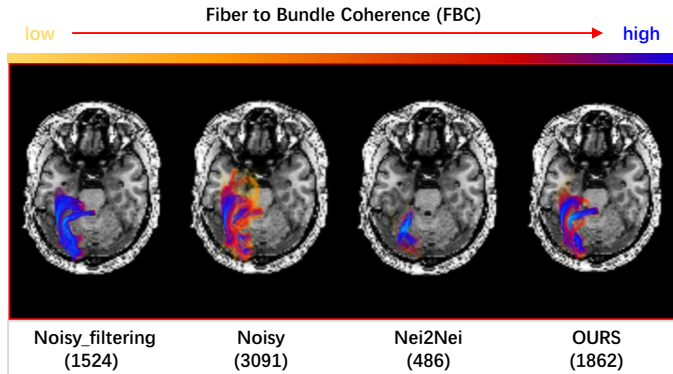 Fiber to Bundle Coherence (FBC)
low high
Noisy_filtering Noisy Nei2Nei OURS
(1524) (3091) (486) (1862)